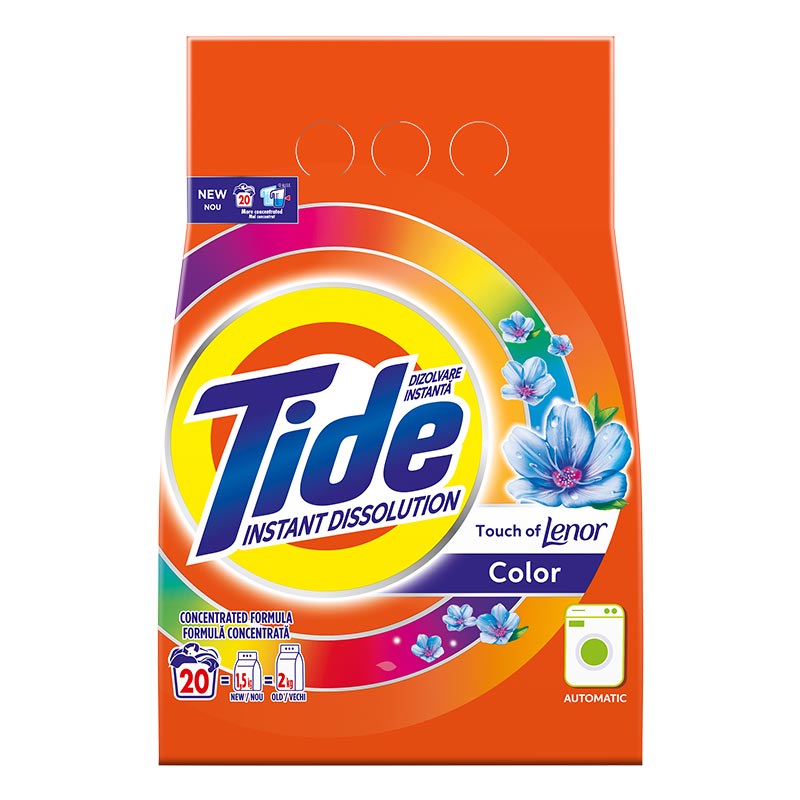 NEW
NOU
20
More concentrated
Mai concentrat
DIZOLVARE
INSTANTĂ
Tide
INSTANT DISSOLUTION
Touch of Lenor
Color
CONCENTRATED FORMULA
FORMULĂ CONCENTRATĂ
20 = 1,5kg = 2kg
NEW/NOU OLD/VECHI
AUTOMATIC